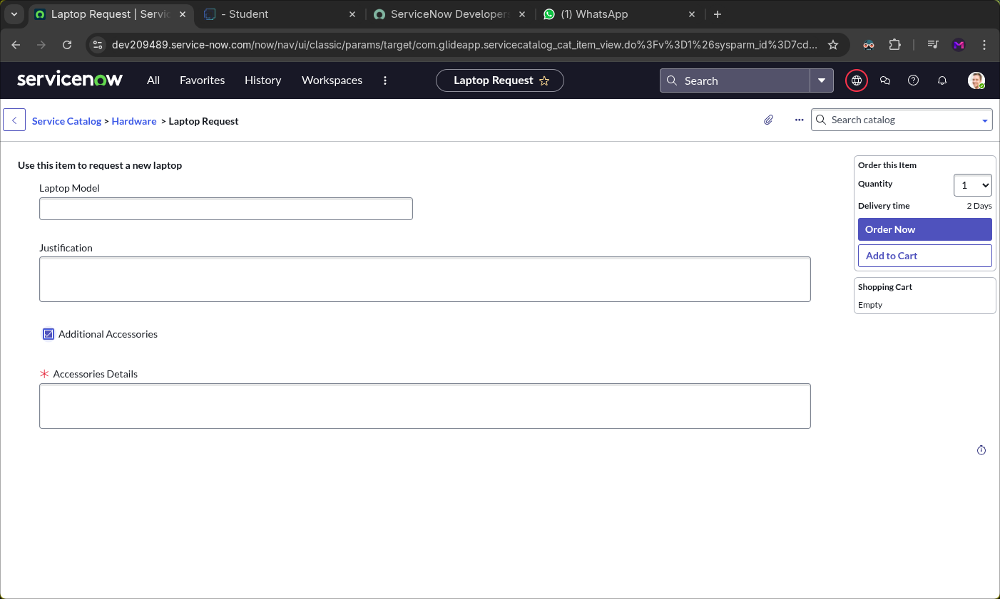 Laptop Request | Servic
- Student
ServiceNow Developers
(1) WhatsApp
dev209489.service-now.com/now/nav/ui/classic/params/target/com.glideapp.servicecatalog_cat_item_view.do%3Fv%3D1%26sysparm_id%3D7cd...
servicenow
All
Favorites
History
Workspaces
Laptop Request
Search
Service Catalog > Hardware > Laptop Request
Search catalog
Use this item to request a new laptop
Laptop Model
Justification
Additional Accessories
Accessories Details
Order this Item
Quantity 1
Delivery time 2 Days
Order Now
Add to Cart
Shopping Cart
Empty